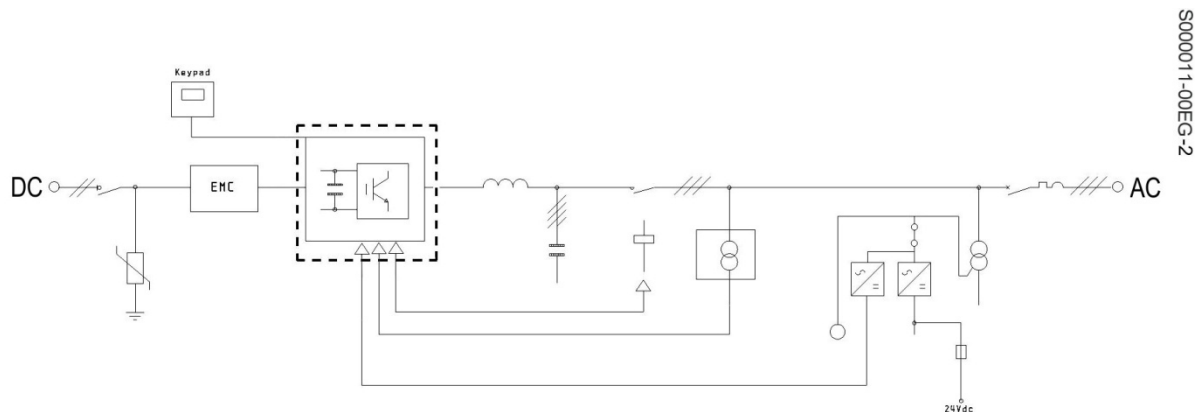 S000011-00EG-2
Keypad
DC
EMC
AC
24Vdc